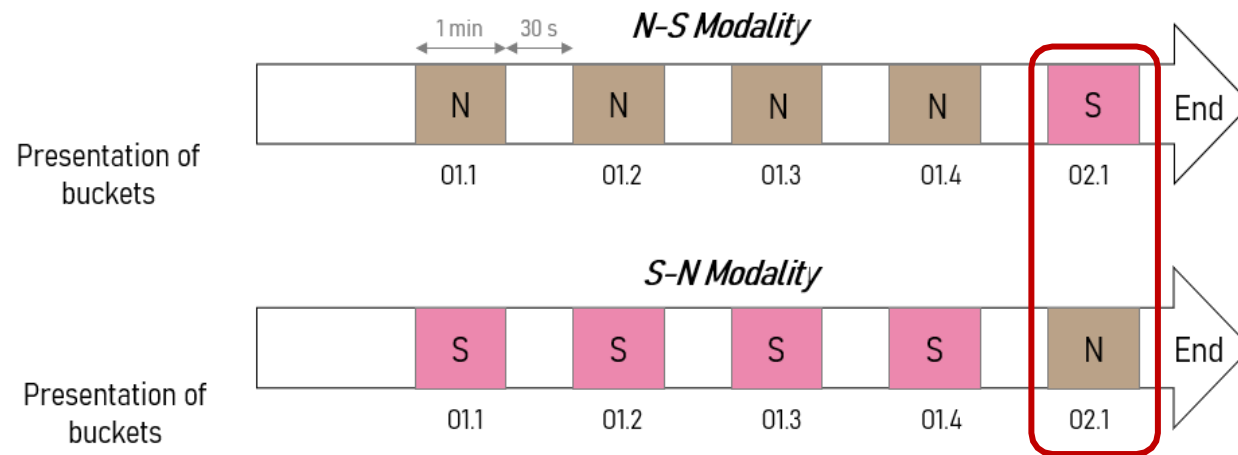 1 min 30 s
N-S Modality
N N N N S End
Presentation of
buckets
01.1 01.2 01.3 01.4 02.1
S-N Modality
S S S S N End
Presentation of
buckets
01.1 01.2 01.3 01.4 02.1